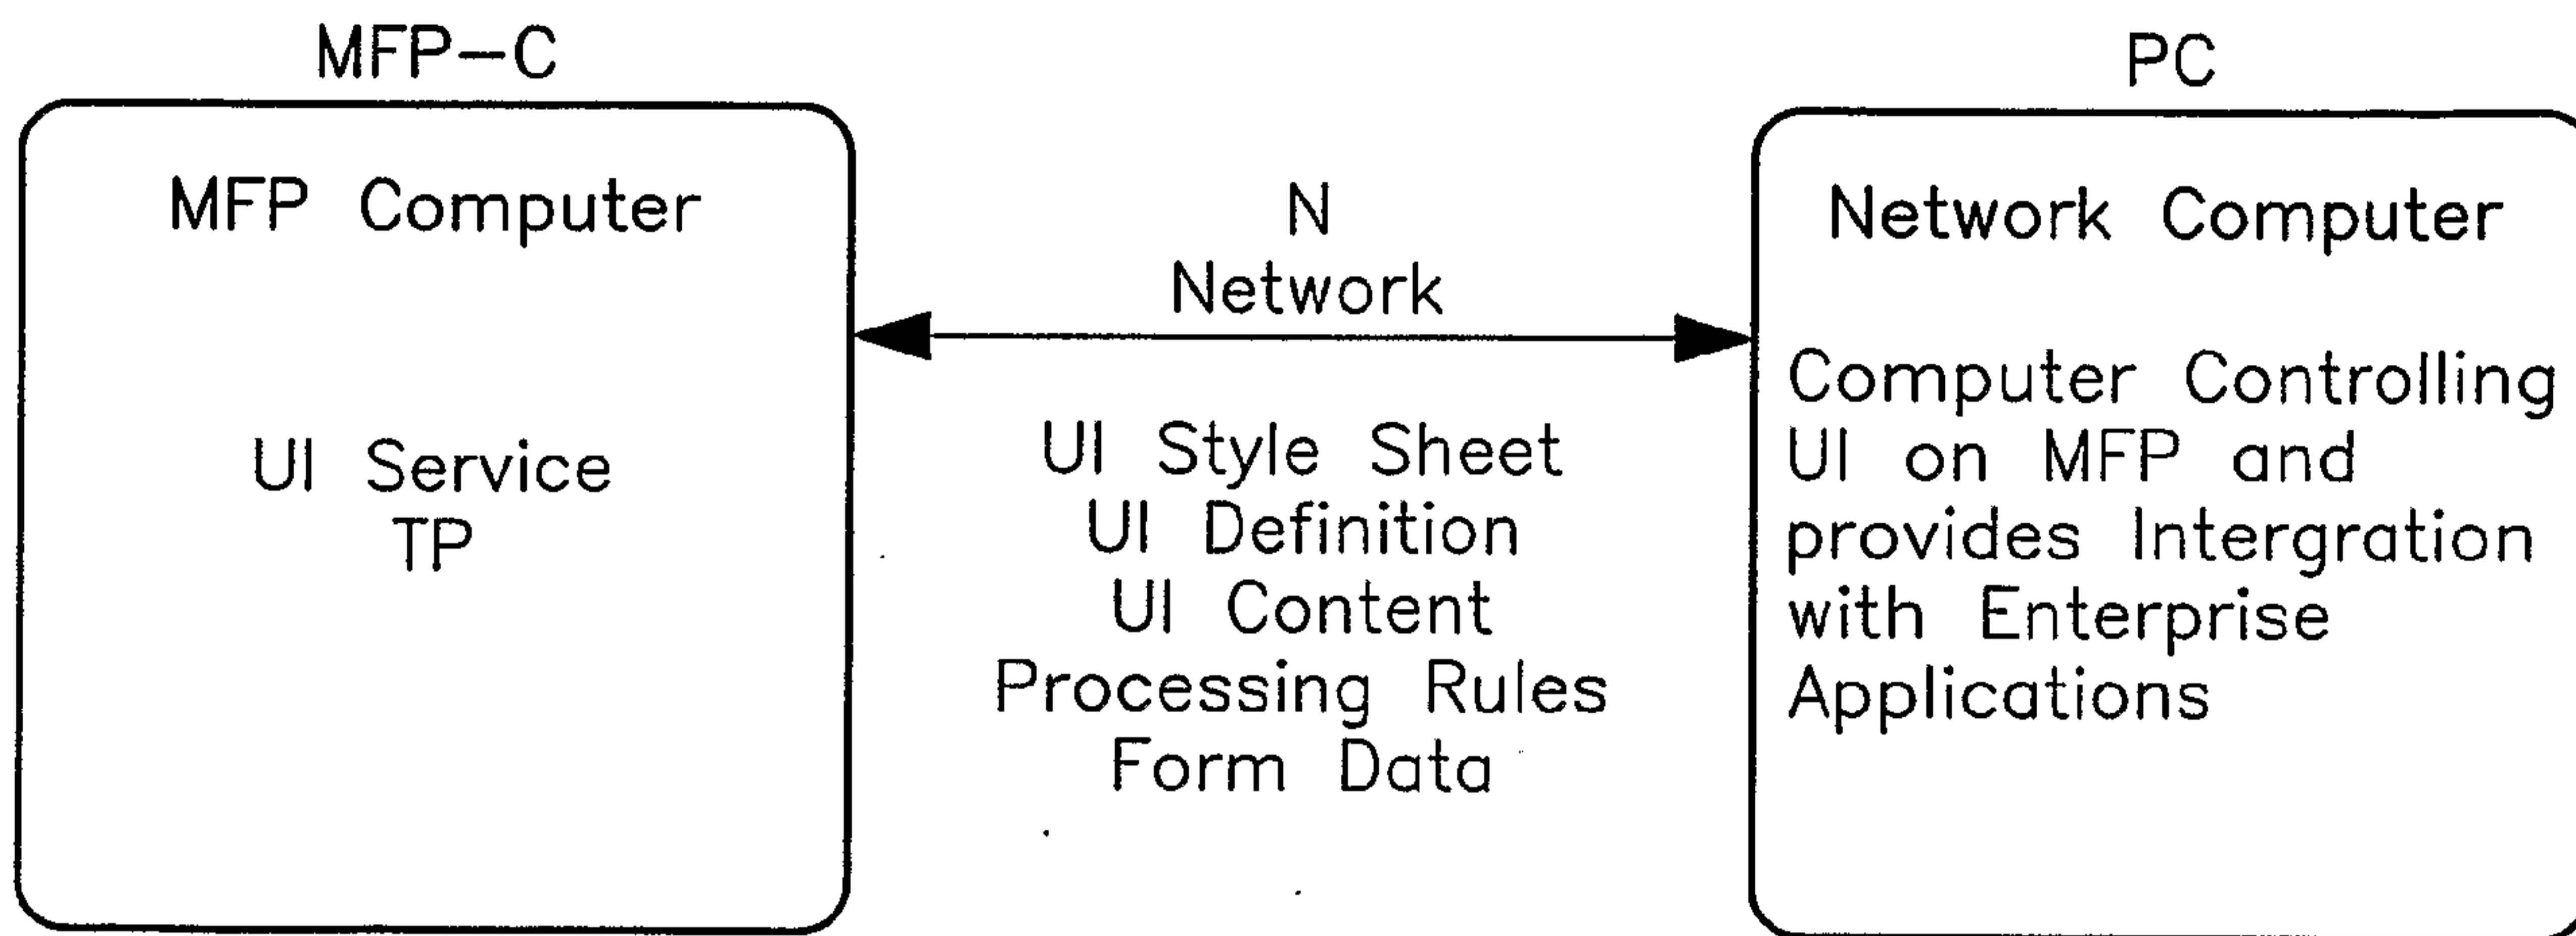 MFP-C
MFP Computer
UI Service
TP
N
Network
UI Style Sheet
UI Definition
UI Content
Processing Rules
Form Data
PC
Network Computer
Computer Controlling
UI on MFP and
provides Intergration
with Enterprise
Applications